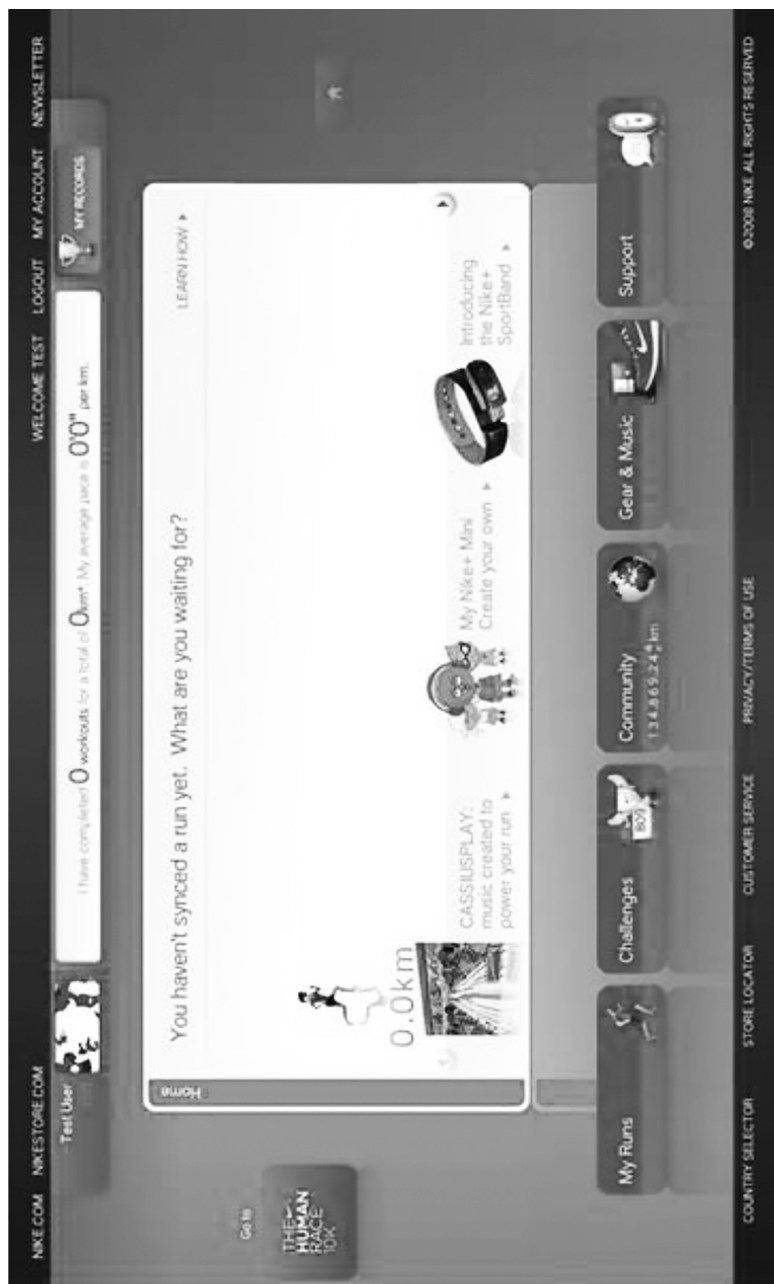 NIKE.COM NIKESTORE.COM WELCOME TEST LOGOUT MY ACCOUNT NEWSLETTER
Test User
I have completed 0 workouts for a total of 0km* My average pace is 0'0" per km.
MY RECORDS
Go to
THE
HUMAN
RACE
10K
Home
You haven't synced a run yet. What are you waiting for?
LEARN HOW
0.0km
CASSIUSPLAY:
music created to
power your run
My Nike+ Mini
Create your own
Introducing
the Nike+
SportBand
My Runs
Challenges
809
Community
Gear & Music
Support
COUNTRY SELECTOR STORE LOCATOR CUSTOMER SERVICE PRIVACY/TERMS OF USE ©2008 NIKE ALL RIGHTS RESERVED